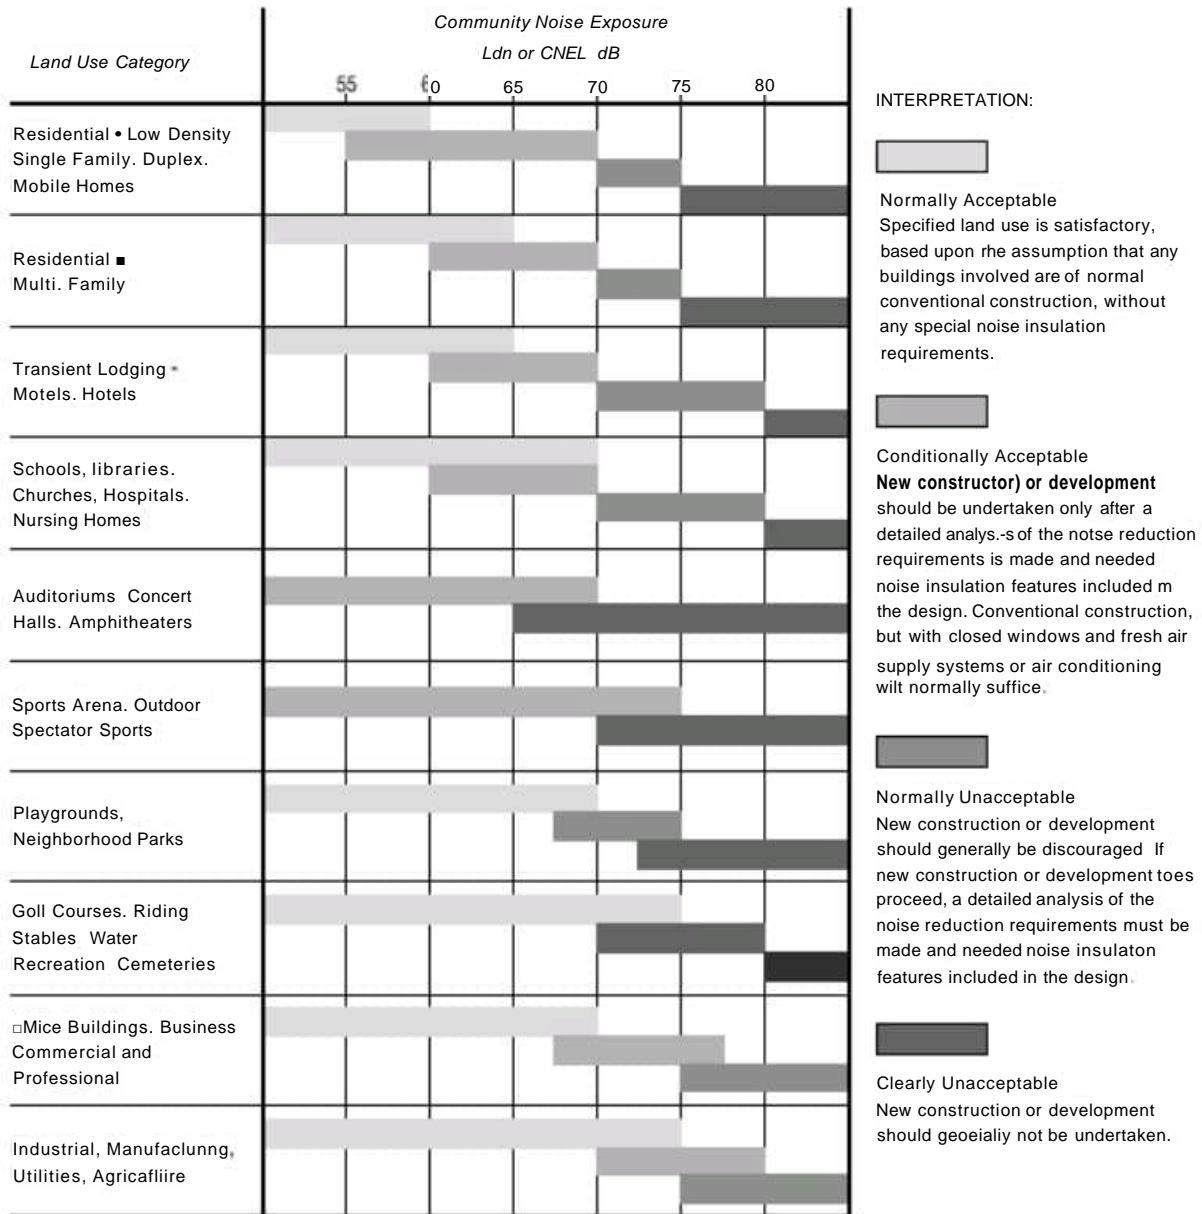 Community Noise Exposure
Ldn or CNEL dB
Land Use Category
55 60 65 70 75 80
Residential • Low Density
Single Family. Duplex.
Mobile Homes
Residential ■
Multi. Family
Transient Lodging -
Motels. Hotels
Schools, libraries.
Churches, Hospitals.
Nursing Homes
Auditoriums Concert
Halls. Amphitheaters
Sports Arena. Outdoor
Spectator Sports
Playgrounds,
Neighborhood Parks
Goll Courses. Riding
Stables Water
Recreation Cemeteries
□Mice Buildings. Business
Commercial and
Professional
Industrial, Manufaclunng,
Utilities, Agricafliire
INTERPRETATION:
Normally Acceptable
Specified land use is satisfactory,
based upon rhe assumption that any
buildings involved are of normal
conventional construction, without
any special noise insulation
requirements.
Conditionally Acceptable
New constructor) or development
should be undertaken only after a
detailed analys.-s of the notse reduction
requirements is made and needed
noise insulation features included m
the design. Conventional construction,
but with closed windows and fresh air
supply systems or air conditioning
wilt normally suffice.
Normally Unacceptable
New construction or development
should generally be discouraged If
new construction or development toes
proceed, a detailed analysis of the
noise reduction requirements must be
made and needed noise insulaton
features included in the design.
Clearly Unacceptable
New construction or development
should geoeialiy not be undertaken.